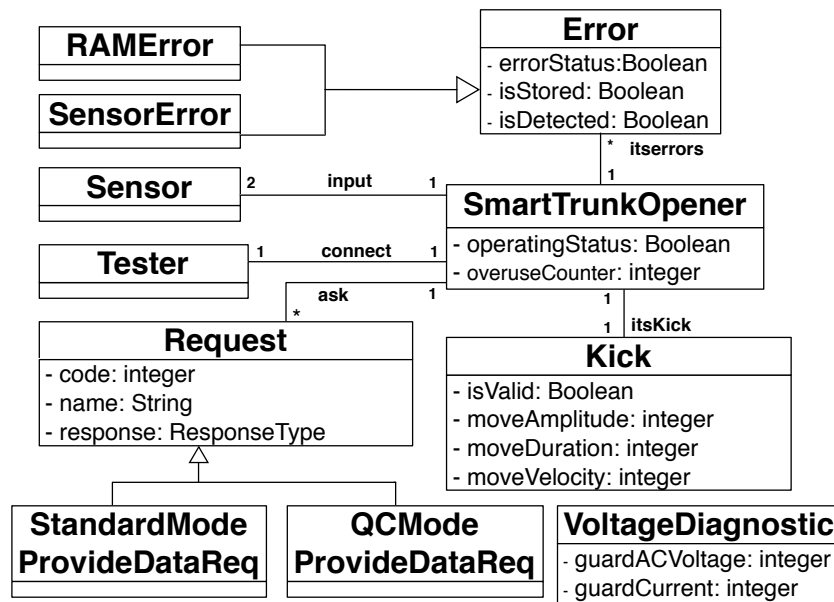 RAMError
SensorError
Error
- errorStatus:Boolean
- isStored: Boolean
- isDetected: Boolean
* itserrors
1
Sensor
2 input 1
SmartTrunkOpener
- operatingStatus: Boolean
- overuseCounter: integer
Tester
1 connect 1
ask 1
*
1
1 itsKick
Request
- code: integer
- name: String
- response: ResponseType
Kick
- isValid: Boolean
- moveAmplitude: integer
- moveDuration: integer
- moveVelocity: integer
StandardMode
ProvideDataReq
QCMode
ProvideDataReq
VoltageDiagnostic
- guardACVoltage: integer
- guardCurrent: integer